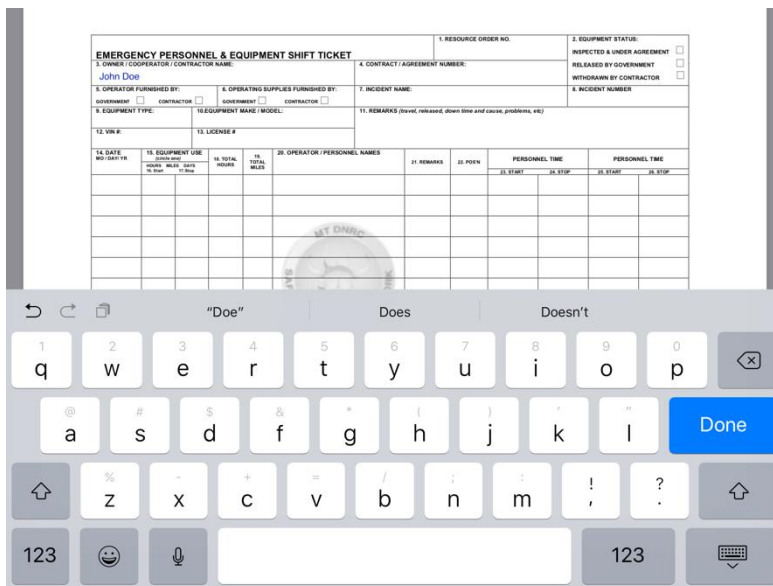 1. RESOURCE ORDER NO.
2. EQUIPMENT STATUS:
EMERGENCY PERSONNEL & EQUIPMENT SHIFT TICKET
INSPECTED & UNDER AGREEMENT
RELEASED BY GOVERNMENT
WITHDRAWN BY CONTRACTOR
3. OWNER / COOPERATOR / CONTRACTOR NAME:
John Doe
4. CONTRACT / AGREEMENT NUMBER:
5. OPERATOR FURNISHED BY:
GOVERNMENT CONTRACTOR
6. OPERATING SUPPLIES FURNISHED BY:
GOVERNMENT CONTRACTOR
7. INCIDENT NAME:
8. INCIDENT NUMBER
9. EQUIPMENT TYPE:
10.EQUIPMENT MAKE / MODEL:
11. REMARKS (travel, released, down time and cause, problems, etc)
12. VIN #:
13. LICENSE #
14. DATE
MO / DAY/ YR
15. EQUIPMENT USE
(circle one)
HOURS MILES DAYS
16. Start 17.Stop
18. TOTAL
HOURS
19.
TOTAL
MILES
20. OPERATOR / PERSONNEL NAMES
21. REMARKS
22. POS'N
PERSONNEL TIME
23. START 24. STOP
PERSONNEL TIME
25. START 26. STOP
MT DNRC
"Doe" Does Doesn't
1 2 3 4 5 6 7 8 9 0
q w e r t y u i o p
@ # $ & * ( ) ' "
a s d f g h j k l Done
% - + = / ; : ! ?
z x c v b n m , .
123 123